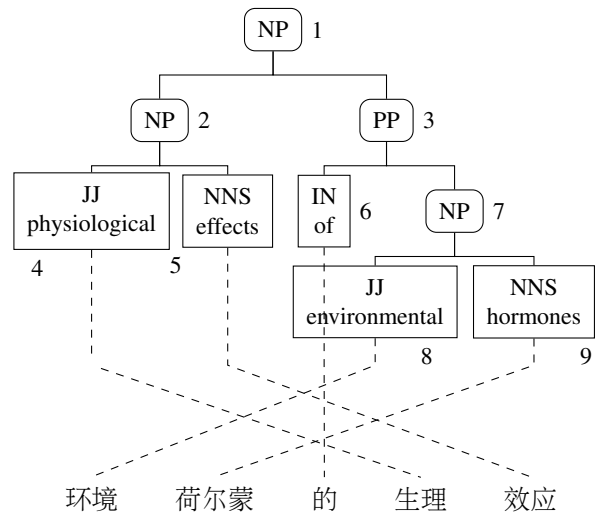 NP 1
NP 2 PP 3
JJ NNS IN
physiological effects of 6 NP 7
4 5
JJ NNS
environmental hormones
8 9
环境 荷尔蒙 的 生理 效应